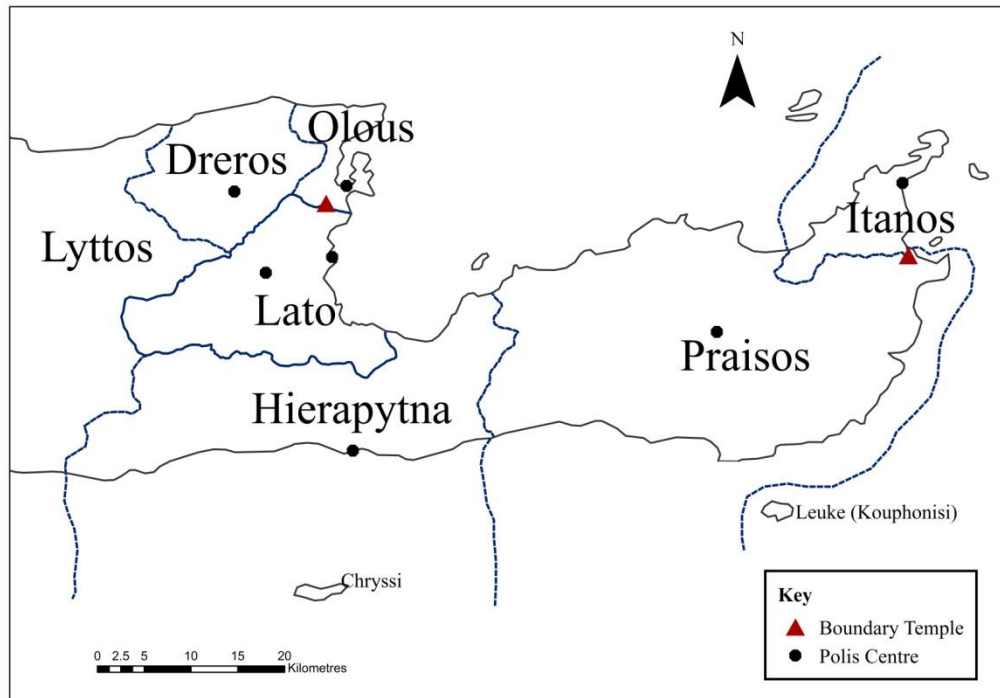 N
Olous
Dreros
Itanos
Lyttos
Lato
Praisos
Hierapytna
Leuke (Kouphonisi)
Chryssi
Key
Boundary Temple
Polis Centre
0 2.5 5 10 15 20
Kilometres